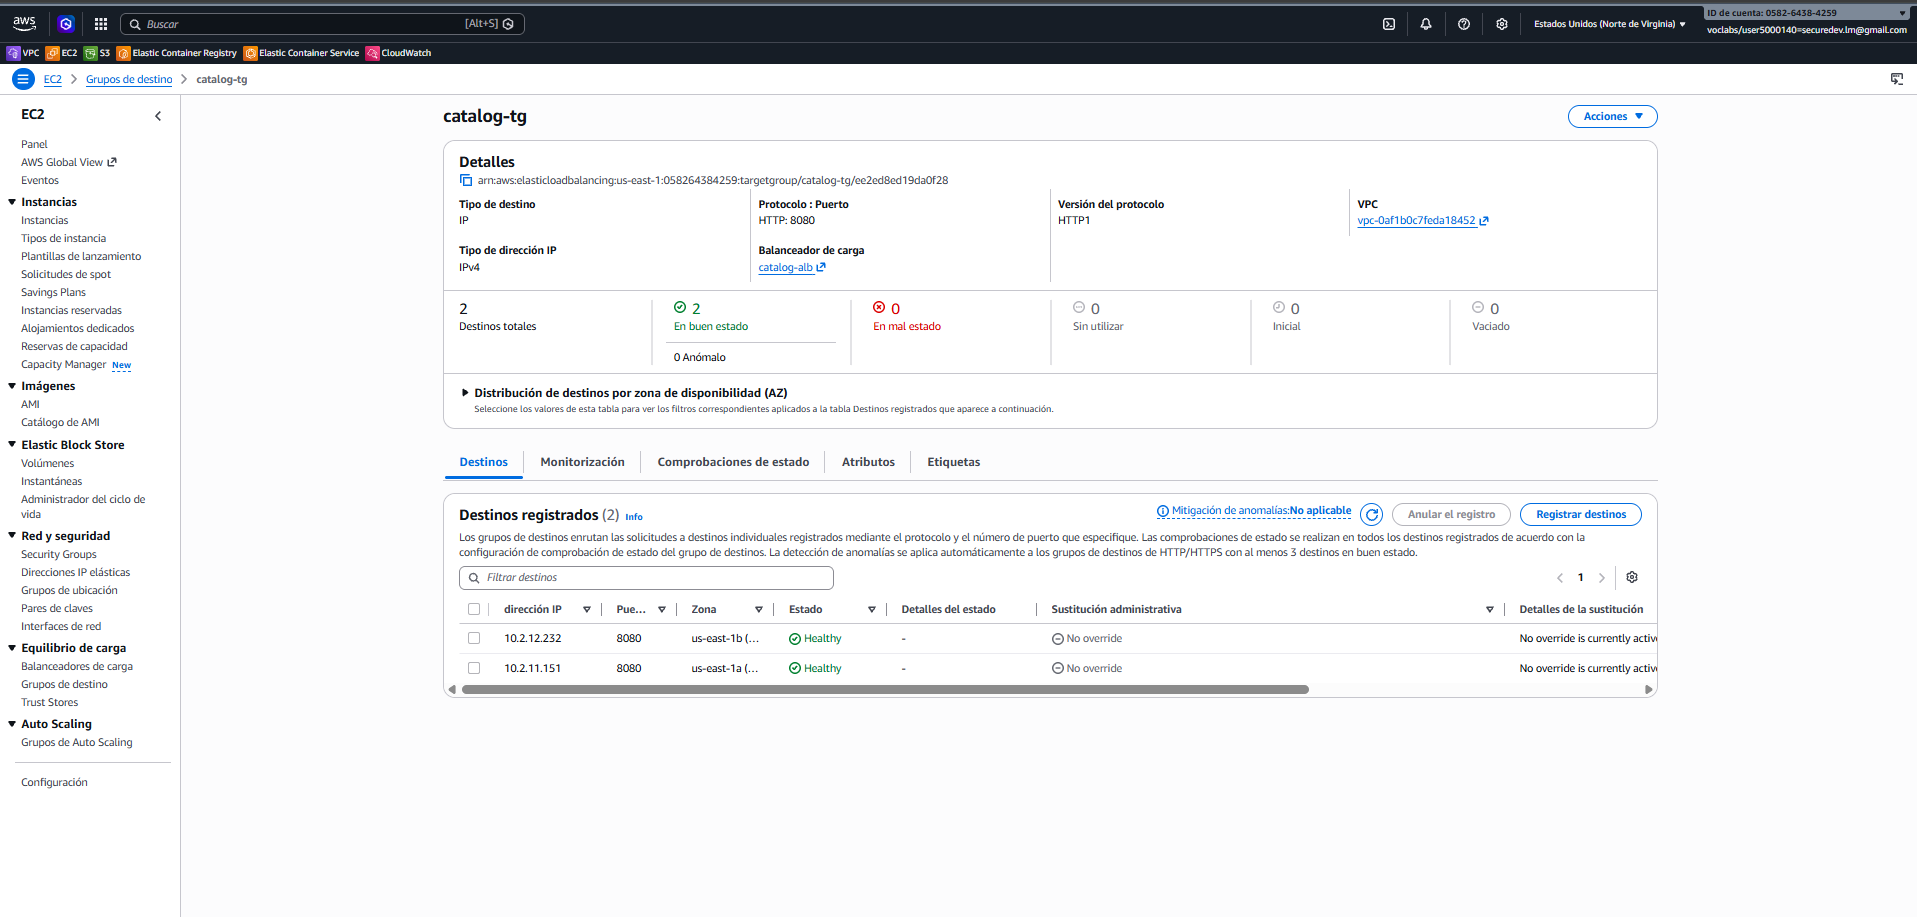 aws
Buscar
[Alt+S]
Estados Unidos (Norte de Virginia)
ID de cuenta: 0582-6438-4259
voclabs/user5000140=securedev.lm@gmail.com
VPC
EC2
S3
Elastic Container Registry
Elastic Container Service
CloudWatch
EC2
Grupos de destino
catalog-tg
EC2
Panel
AWS Global View
Eventos
Instancias
Instancias
Tipos de instancia
Plantillas de lanzamiento
Solicitudes de spot
Savings Plans
Instancias reservadas
Alojamientos dedicados
Reservas de capacidad
Capacity Manager New
Imágenes
AMI
Catálogo de AMI
Elastic Block Store
Volúmenes
Instantáneas
Administrador del ciclo de
vida
Red y seguridad
Security Groups
Direcciones IP elásticas
Grupos de ubicación
Pares de claves
Interfaces de red
Equilibrio de carga
Balanceadores de carga
Grupos de destino
Trust Stores
Auto Scaling
Grupos de Auto Scaling
Configuración
catalog-tg
Acciones
Detalles
arn:aws:elasticloadbalancing:us-east-1:058264384259:targetgroup/catalog-tg/ee2ed8ed19da0f28
Tipo de destino
IP
Protocolo : Puerto
HTTP: 8080
Versión del protocolo
HTTP1
VPC
vpc-0af1b0c7feda18452
Tipo de dirección IP
IPv4
Balanceador de carga
catalog-alb
2
Destinos totales
2
En buen estado
0 Anómalo
0
En mal estado
0
Sin utilizar
0
Inicial
0
Vaciado
Distribución de destinos por zona de disponibilidad (AZ)
Seleccione los valores de esta tabla para ver los filtros correspondientes aplicados a la tabla Destinos registrados que aparece a continuación.
Destinos
Monitorización
Comprobaciones de estado
Atributos
Etiquetas
Destinos registrados (2) Info
Mitigación de anomalías:No aplicable
Anular el registro
Registrar destinos
Los grupos de destinos enrutan las solicitudes a destinos individuales registrados mediante el protocolo y el número de puerto que especifique. Las comprobaciones de estado se realizan en todos los destinos registrados de acuerdo con la
configuración de comprobación de estado del grupo de destinos. La detección de anomalías se aplica automáticamente a los grupos de destinos de HTTP/HTTPS con al menos 3 destinos en buen estado.
Filtrar destinos
1
dirección IP Pue... Zona Estado Detalles del estado Sustitución administrativa Detalles de la sustitución
10.2.12.232 8080 us-east-1b (... Healthy - No override No override is currently activ
10.2.11.151 8080 us-east-1a (... Healthy - No override No override is currently activ